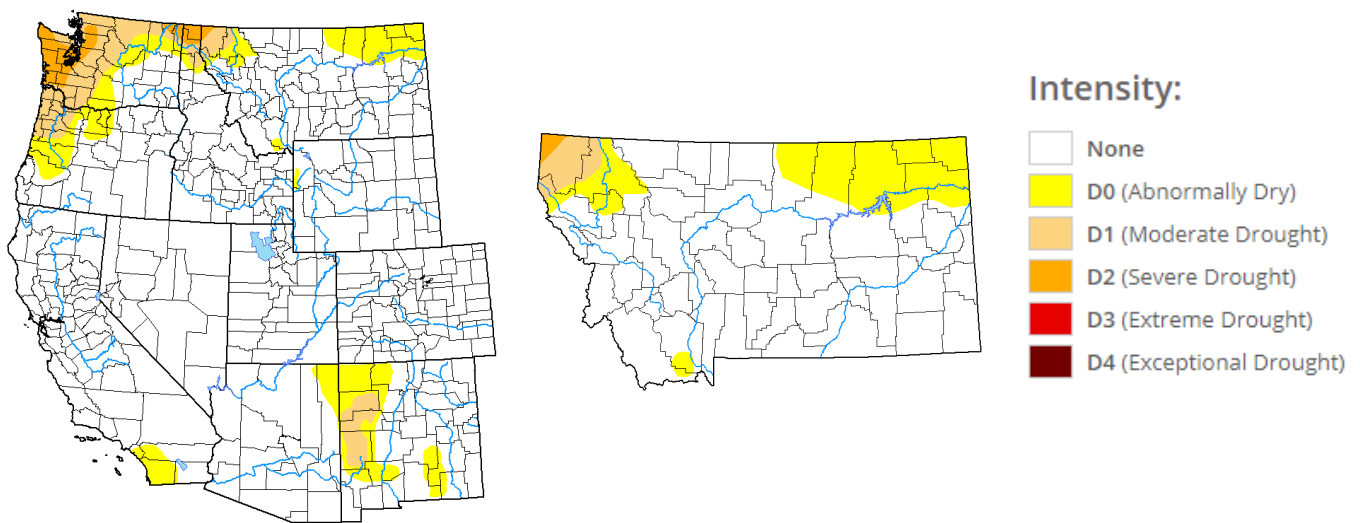 Intensity:
None
D0 (Abnormally Dry)
D1 (Moderate Drought)
D2 (Severe Drought)
D3 (Extreme Drought)
D4 (Exceptional Drought)